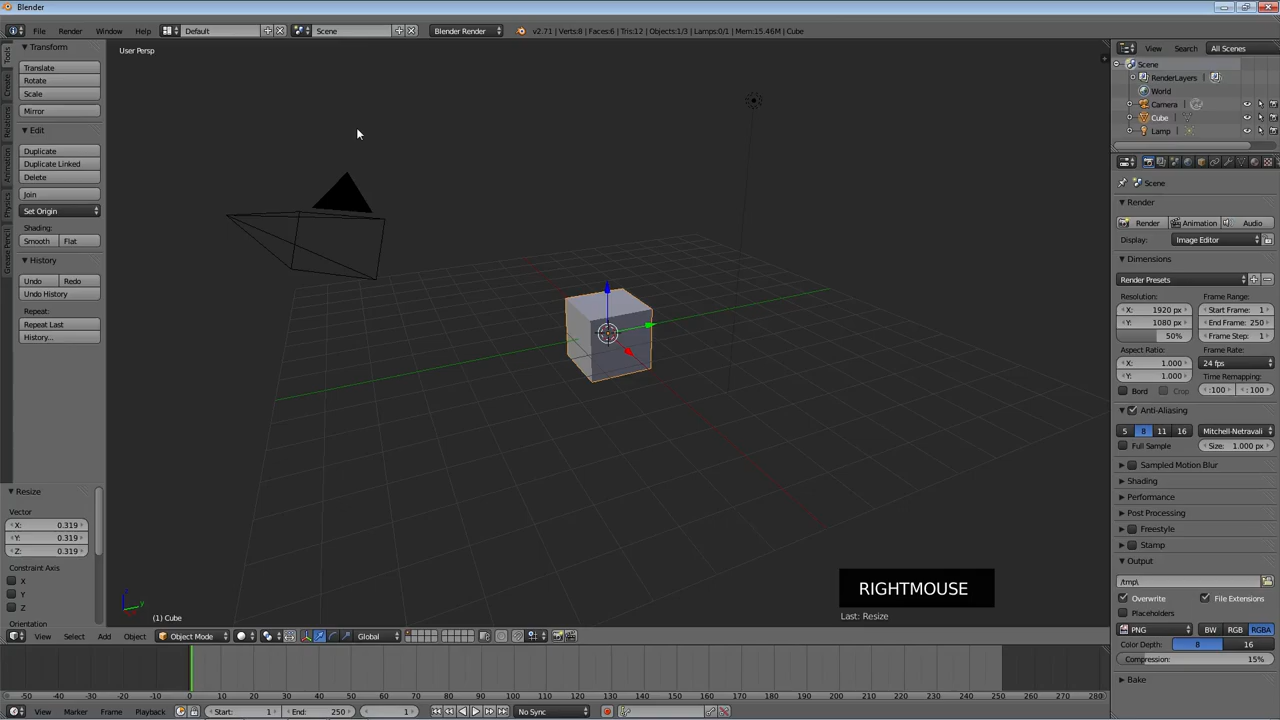 Blender
File Render Window Help Default Scene Blender Render v2.71 | Verts:8 | Faces:6 | Tris:12 | Objects:1/3 | Lamps:0/1 | Mem:15.46M | Cube
View Search All Scenes
Tools
Create
Relations
Animation
Physics
Grease Pencil
Transform
Translate
Rotate
Scale
Mirror
Edit
Duplicate
Duplicate Linked
Delete
Join
Set Origin
Shading:
Smooth Flat
History
Undo Redo
Undo History
Repeat:
Repeat Last
History...
Resize
Vector
X: 0.319
Y: 0.319
Z: 0.319
Constraint Axis
X
Y
Z
Orientation
User Persp
z
y
(1) Cube
RIGHTMOUSE
Last: Resize
Scene
RenderLayers
World
Camera
Cube
Lamp
Scene
Render
Render Animation Audio
Display: Image Editor
Dimensions
Render Presets
Resolution: Frame Range:
X: 1920 px Start Frame: 1
Y: 1080 px End Frame: 250
50% Frame Step: 1
Aspect Ratio: Frame Rate:
X: 1.000 24 fps
Y: 1.000 Time Remapping:
Bord Crop :100 : 100
Anti-Aliasing
5 8 11 16 Mitchell-Netravali
Full Sample Size: 1.000 px
Sampled Motion Blur
Shading
Performance
Post Processing
Freestyle
Stamp
Output
/tmp\
Overwrite File Extensions
Placeholders
PNG BW RGB RGBA
Color Depth: 8 16
Compression: 15%
Bake
View Select Add Object Object Mode Global
-50 -40 -30 -20 -10 0 10 20 30 40 50 60 70 80 90 100 110 120 130 140 150 160 170 180 190 200 210 220 230 240 250 260 270 280
View Marker Frame Playback Start: 1 End: 250 1 No Sync